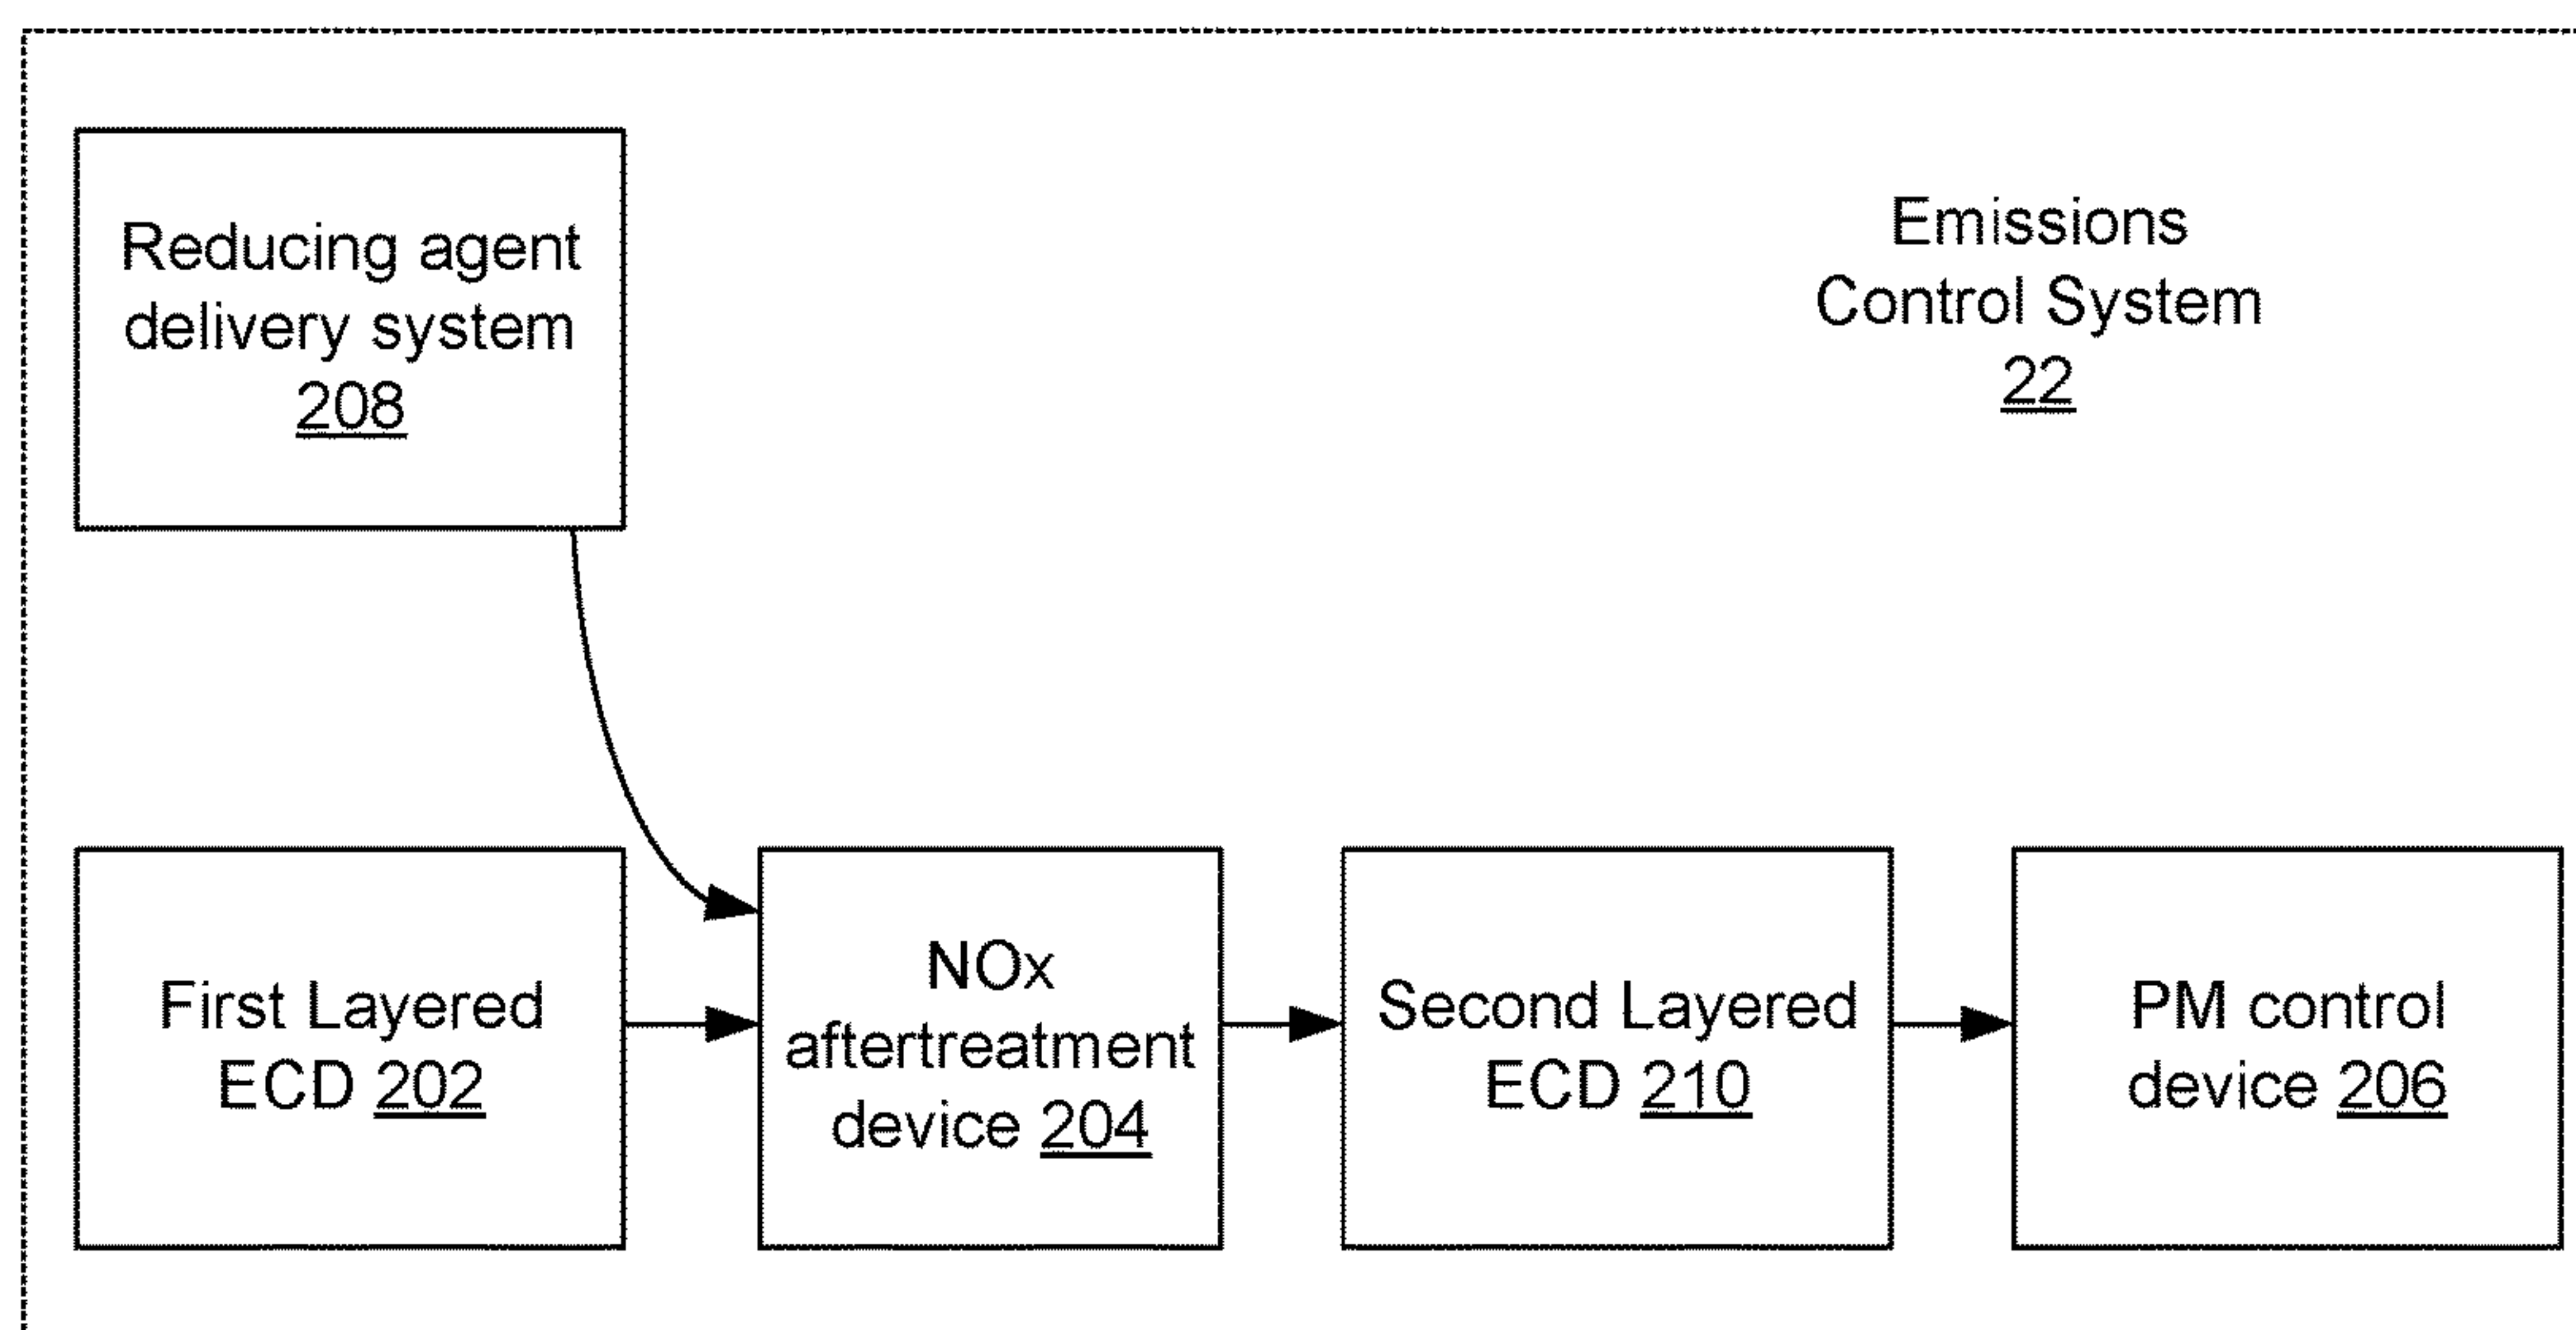 Reducing agent
delivery system
208
Emissions
Control System
22
First Layered
ECD 202
NOx
aftertreatment
device 204
Second Layered
ECD 210
PM control
device 206